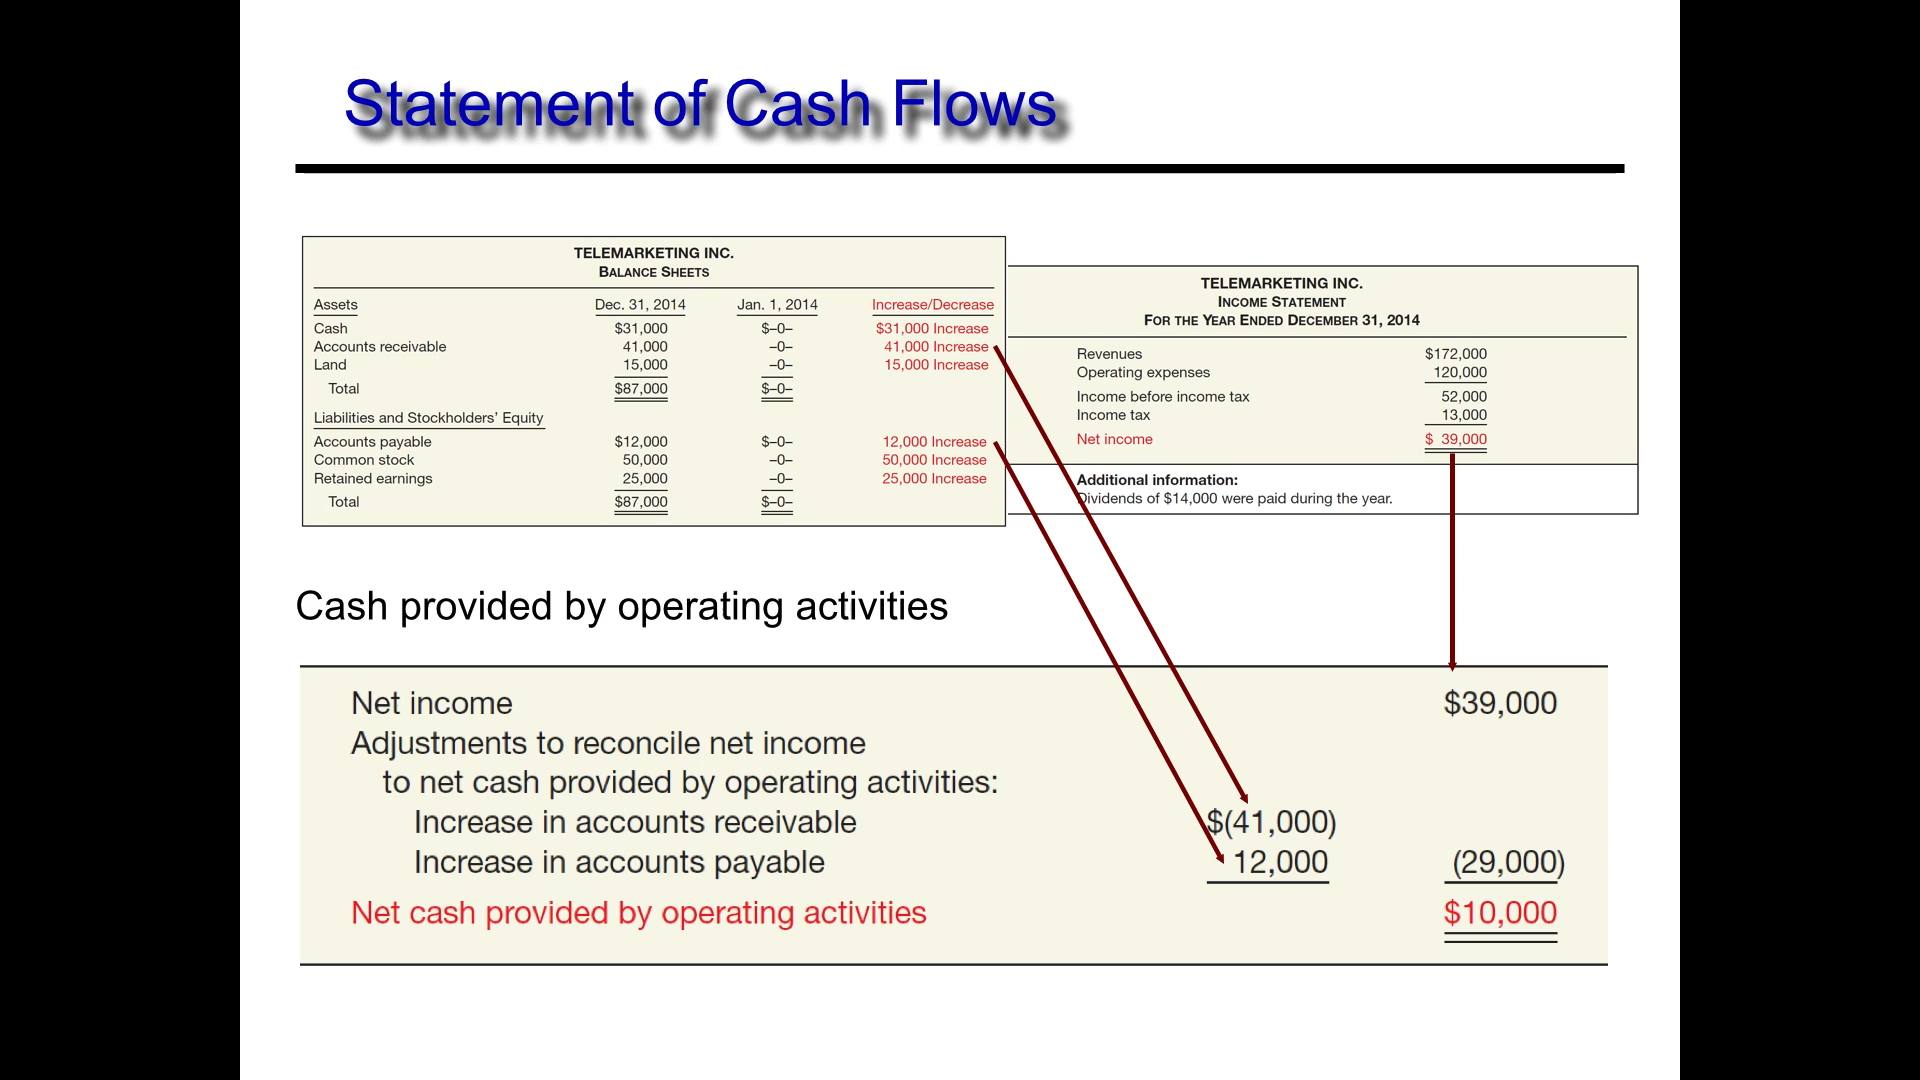 Statement of Cash Flows
TELEMARKETING INC.
BALANCE SHEETS
Assets Dec. 31, 2014 Jan. 1, 2014 Increase/Decrease
Cash $31,000 $–0– $31,000 Increase
Accounts receivable 41,000 –0– 41,000 Increase
Land 15,000 –0– 15,000 Increase
Total $87,000 $–0–
Liabilities and Stockholders’ Equity
Accounts payable $12,000 $–0– 12,000 Increase
Common stock 50,000 –0– 50,000 Increase
Retained earnings 25,000 –0– 25,000 Increase
Total $87,000 $–0–
TELEMARKETING INC.
INCOME STATEMENT
FOR THE YEAR ENDED DECEMBER 31, 2014
Revenues $172,000
Operating expenses 120,000
Income before income tax 52,000
Income tax 13,000
Net income $ 39,000
Additional information:
Dividends of $14,000 were paid during the year.
Cash provided by operating activities
Net income $39,000
Adjustments to reconcile net income
to net cash provided by operating activities:
Increase in accounts receivable $(41,000)
Increase in accounts payable 12,000 (29,000)
Net cash provided by operating activities $10,000